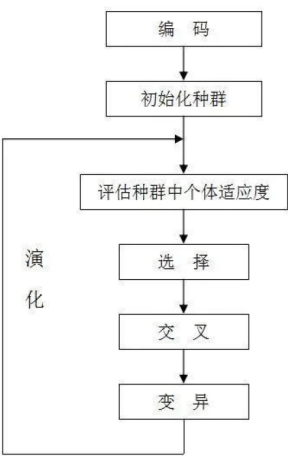 编 码
初始化种群
评估种群中个体适应度
选 择
交 叉
变 异
演
化